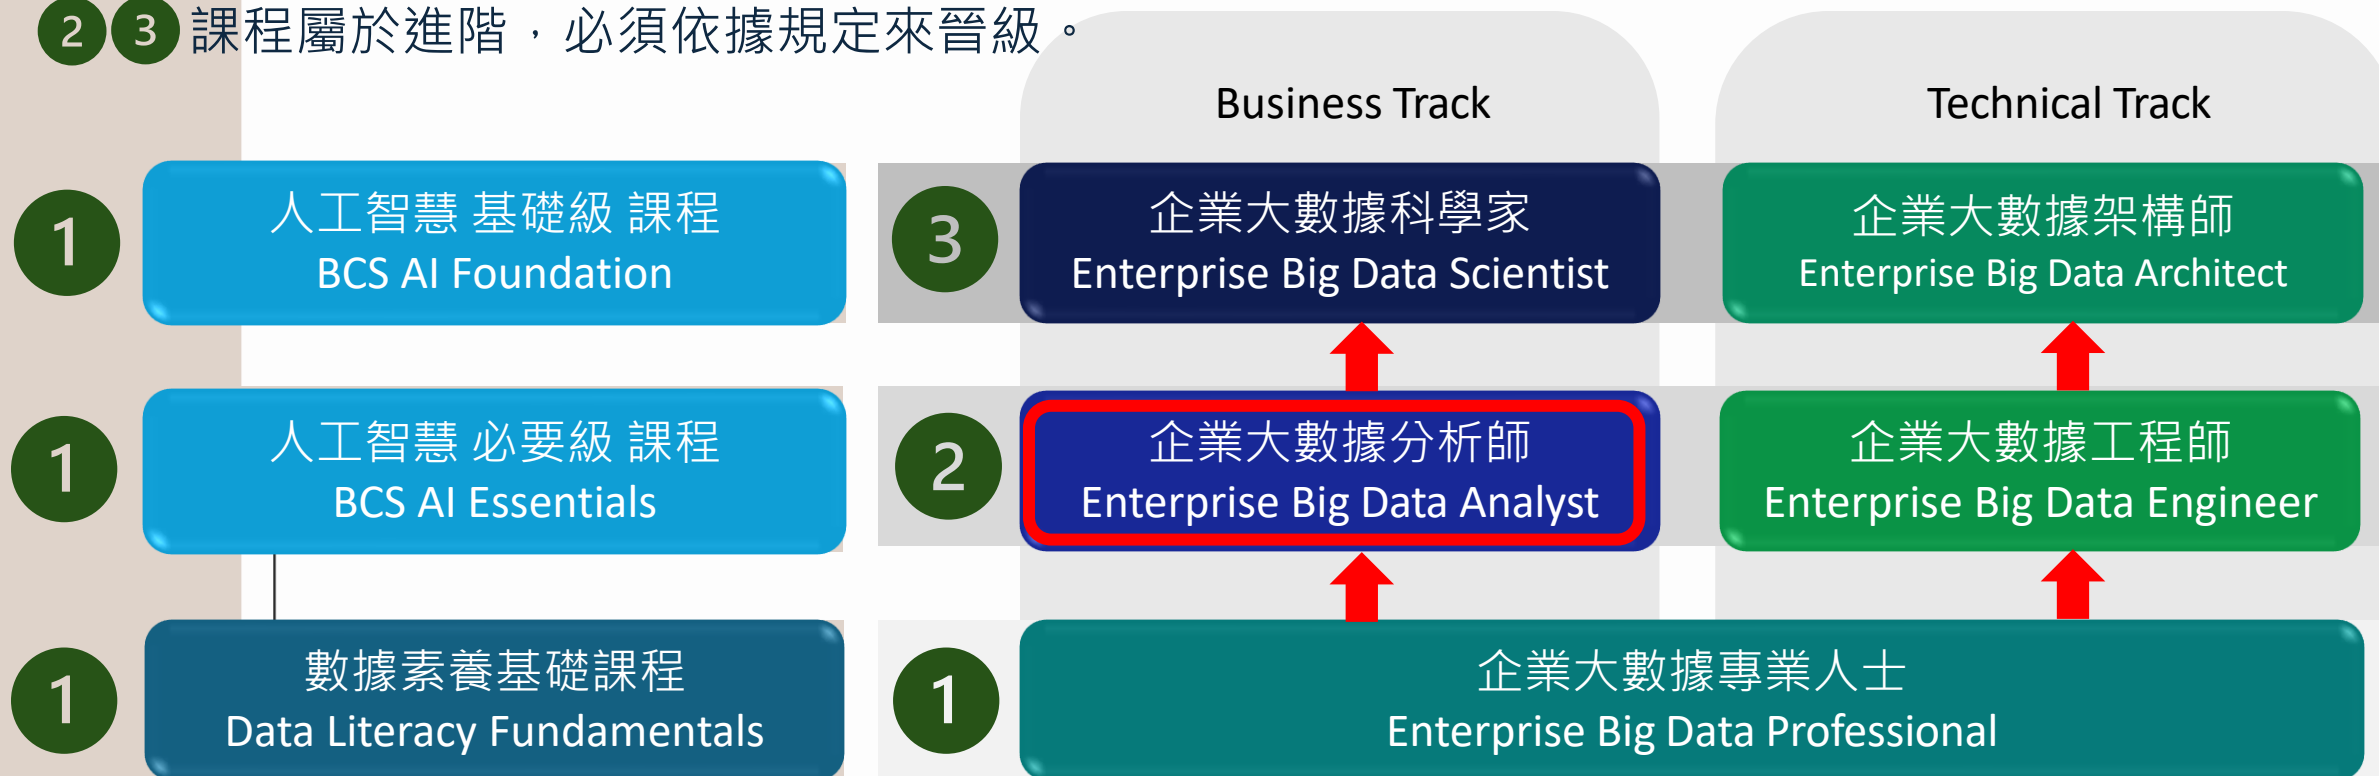 2 3 課程屬於進階，必須依據規定來晉級。
Business Track
Technical Track
1
人工智慧 基礎級 課程
BCS AI Foundation
3
企業大數據科學家
Enterprise Big Data Scientist
企業大數據架構師
Enterprise Big Data Architect
1
人工智慧 必要級 課程
BCS AI Essentials
2
企業大數據分析師
Enterprise Big Data Analyst
企業大數據工程師
Enterprise Big Data Engineer
1
數據素養基礎課程
Data Literacy Fundamentals
1
企業大數據專業人士
Enterprise Big Data Professional